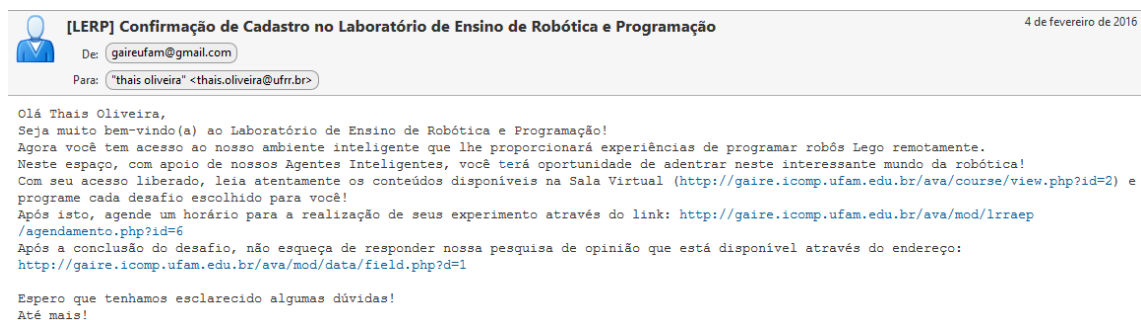 [LERP] Confirmação de Cadastro no Laboratório de Ensino de Robótica e Programação
4 de fevereiro de 2016
De: gaireufam@gmail.com
Para: "thais oliveira" <thais.oliveira@ufrr.br>
Olá Thais Oliveira,
Seja muito bem-vindo(a) ao Laboratório de Ensino de Robótica e Programação!
Agora você tem acesso ao nosso ambiente inteligente que lhe proporcionará experiências de programar robôs Lego remotamente.
Neste espaço, com apoio de nossos Agentes Inteligentes, você terá oportunidade de adentrar neste interessante mundo da robótica!
Com seu acesso liberado, leia atentamente os conteúdos disponíveis na Sala Virtual (http://gaire.icomp.ufam.edu.br/ava/course/view.php?id=2) e
programe cada desafio escolhido para você!
Após isto, agende um horário para a realização de seus experimento através do link: http://gaire.icomp.ufam.edu.br/ava/mod/lrraep
/agendamento.php?id=6
Após a conclusão do desafio, não esqueça de responder nossa pesquisa de opinião que está disponível através do endereço:
http://gaire.icomp.ufam.edu.br/ava/mod/data/field.php?d=1
Espero que tenhamos esclarecido algumas dúvidas!
Até mais!